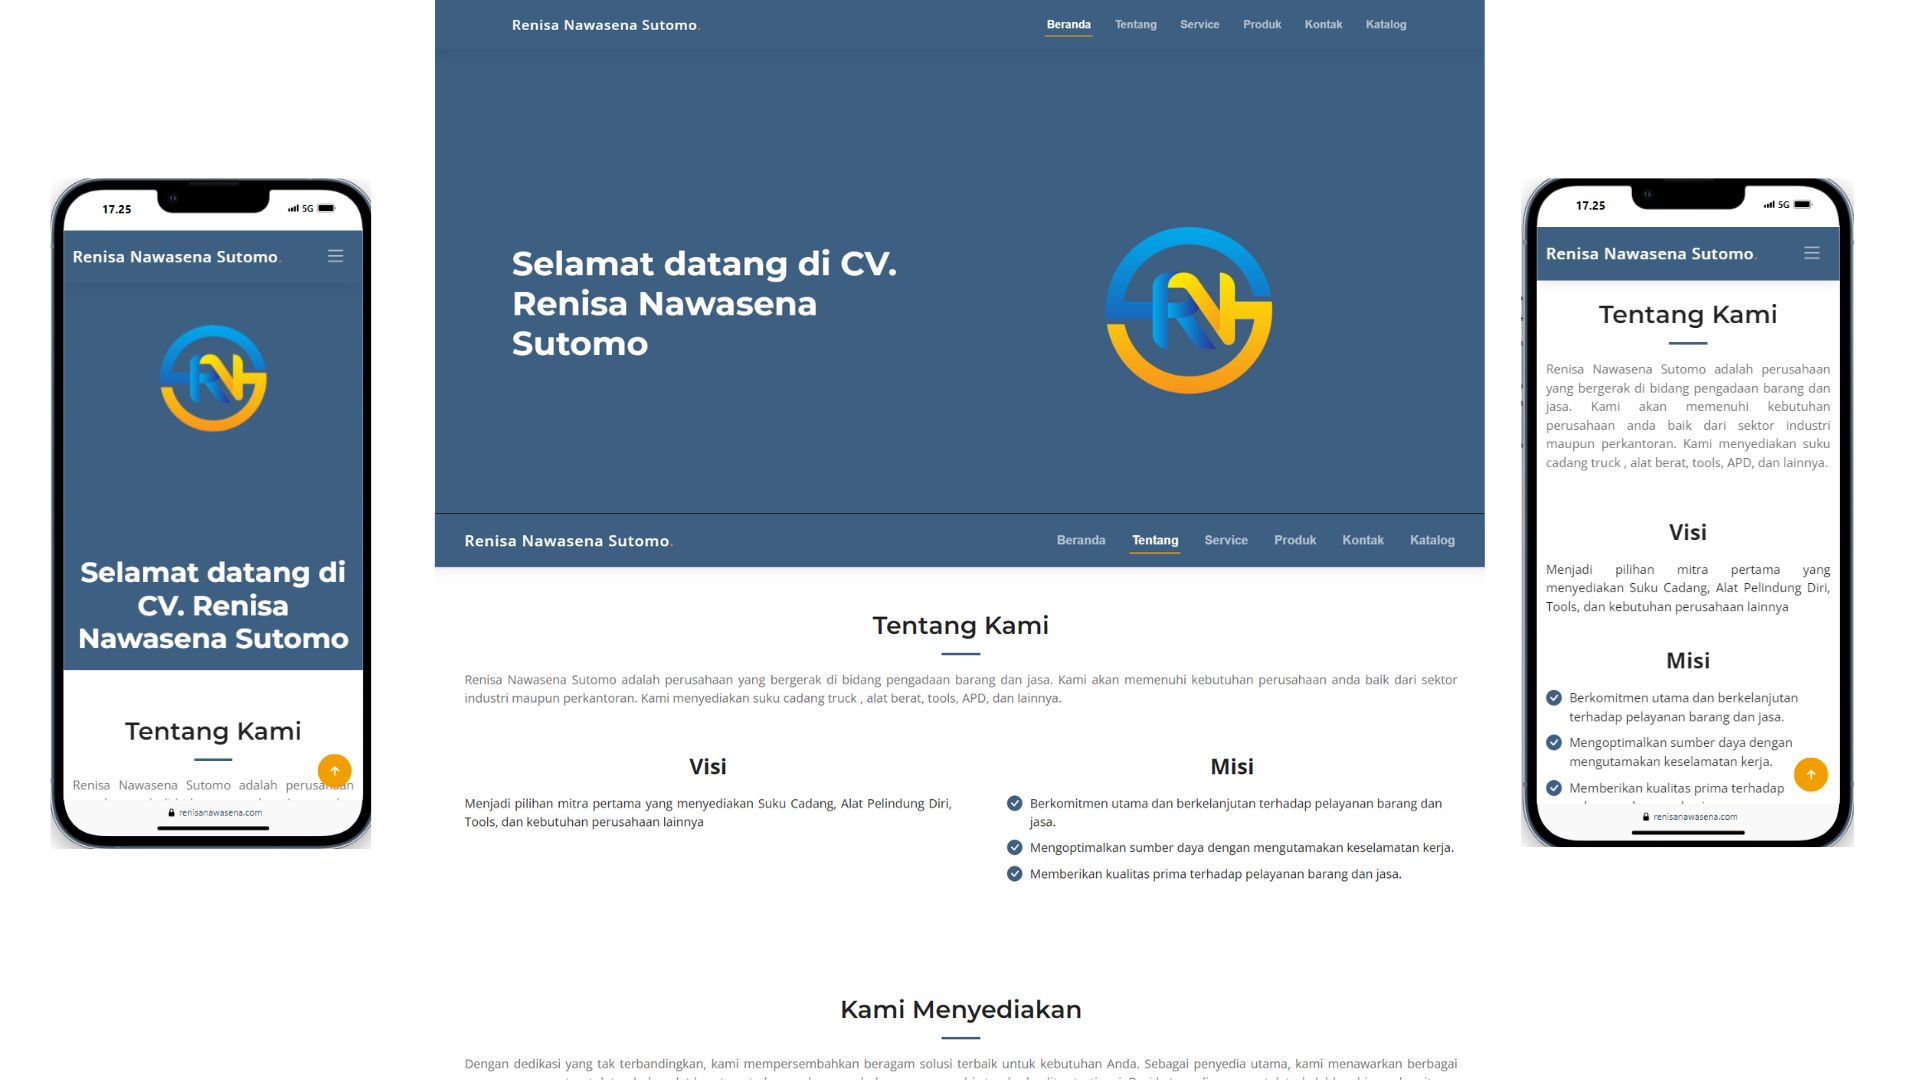 17.25
5G
Renisa Nawasena Sutomo.
RN
Selamat datang di
CV. Renisa
Nawasena Sutomo
Tentang Kami
Renisa Nawasena Sutomo adalah perusahaan
renisanawasena.com
Renisa Nawasena Sutomo.
Beranda Tentang Service Produk Kontak Katalog
Selamat datang di CV.
Renisa Nawasena
Sutomo
RN
Renisa Nawasena Sutomo.
Beranda Tentang Service Produk Kontak Katalog
Tentang Kami
Renisa Nawasena Sutomo adalah perusahaan yang bergerak di bidang pengadaan barang dan jasa. Kami akan memenuhi kebutuhan perusahaan anda baik dari sektor
industri maupun perkantoran. Kami menyediakan suku cadang truck , alat berat, tools, APD, dan lainnya.
Visi
Menjadi pilihan mitra pertama yang menyediakan Suku Cadang, Alat Pelindung Diri,
Tools, dan kebutuhan perusahaan lainnya
Misi
Berkomitmen utama dan berkelanjutan terhadap pelayanan barang dan
jasa.
Mengoptimalkan sumber daya dengan mengutamakan keselamatan kerja.
Memberikan kualitas prima terhadap pelayanan barang dan jasa.
Kami Menyediakan
Dengan dedikasi yang tak terbandingkan, kami mempersembahkan beragam solusi terbaik untuk kebutuhan Anda. Sebagai penyedia utama, kami menawarkan berbagai
17.25
5G
Renisa Nawasena Sutomo.
Tentang Kami
Renisa Nawasena Sutomo adalah perusahaan
yang bergerak di bidang pengadaan barang dan
jasa. Kami akan memenuhi kebutuhan
perusahaan anda baik dari sektor industri
maupun perkantoran. Kami menyediakan suku
cadang truck , alat berat, tools, APD, dan lainnya.
Visi
Menjadi pilihan mitra pertama yang
menyediakan Suku Cadang, Alat Pelindung Diri,
Tools, dan kebutuhan perusahaan lainnya
Misi
Berkomitmen utama dan berkelanjutan
terhadap pelayanan barang dan jasa.
Mengoptimalkan sumber daya dengan
mengutamakan keselamatan kerja.
Memberikan kualitas prima terhadap
renisanawasena.com